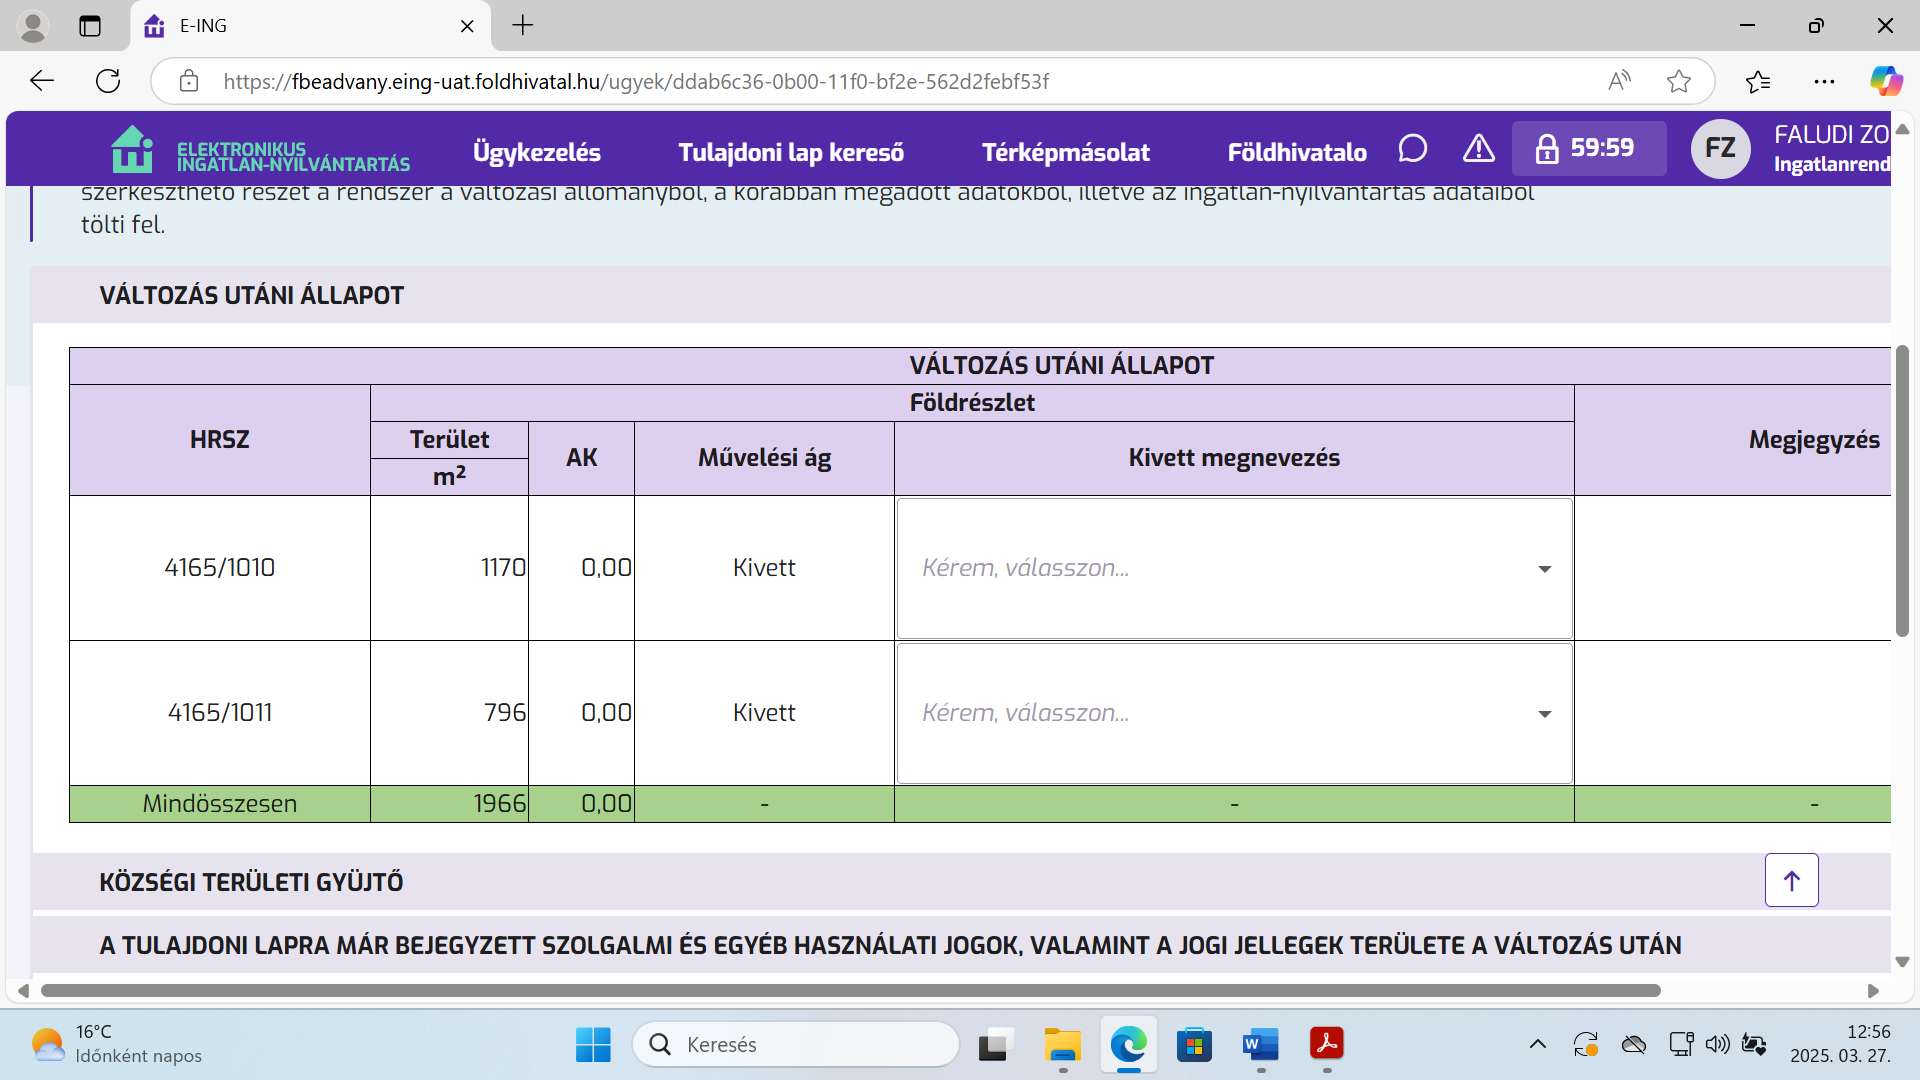 E-ING
https://fbeadvany.eing-uat.foldhivatal.hu/ugyek/ddab6c36-0b00-11f0-bf2e-562d2febf53f
ELEKTRONIKUS
INGATLAN-NYILVÁNTARTÁS
Ügykezelés
Tulajdoni lap kereső
Térképmásolat
Földhivatalo
59:59
FZ
FALUDI ZO
Ingatlanrend
szerkeszthető részét a rendszer a változási állományból, a korábban megadott adatokból, illetve az ingatlan-nyilvántartás adataiból
tölti fel.
VÁLTOZÁS UTÁNI ÁLLAPOT
VÁLTOZÁS UTÁNI ÁLLAPOT
Földrészlet
HRSZ
Terület
m²
AK
Művelési ág
Kivett megnevezés
Megjegyzés
4165/1010 1170 0,00 Kivett Kérem, válasszon...
4165/1011 796 0,00 Kivett Kérem, válasszon...
Mindösszesen 1966 0,00 - - -
KÖZSÉGI TERÜLETI GYÜJTŐ
A TULAJDONI LAPRA MÁR BEJEGYZETT SZOLGALMI ÉS EGYÉB HASZNÁLATI JOGOK, VALAMINT A JOGI JELLEGEK TERÜLETE A VÁLTOZÁS UTÁN
16°C
Időnként napos
Keresés
12:56
2025. 03. 27.